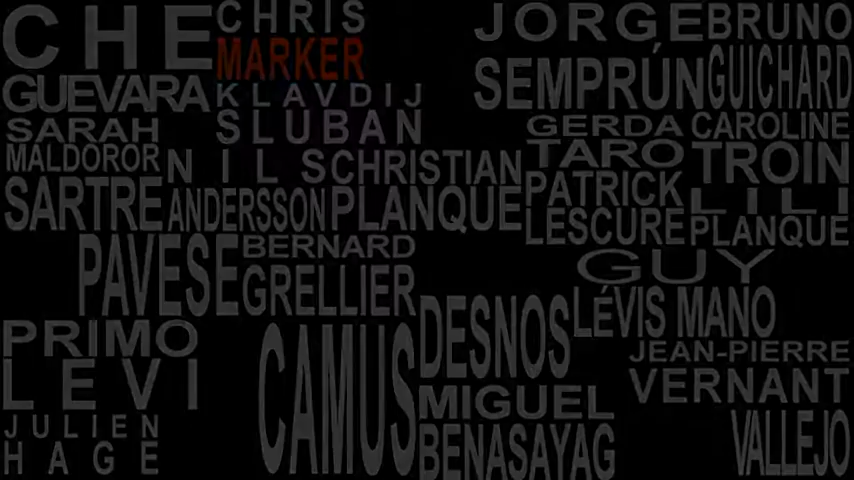 CHE
GUEVARA
CHRIS
MARKER
KLAVDIJ
SLUBAN
JORGE
SEMPRÚN
BRUNO
GUICHARD
SARAH
MALDOROR
NILS
ANDERSSON
CHRISTIAN
PLANQUE
GERDA
TARO
CAROLINE
TROIN
SARTRE
PATRICK
LESCURE
LILI
PLANQUE
PAVESE
BERNARD
GRELLIER
GUY
LÉVIS MANO
PRIMO
LEVI
CAMUS
DESNOS
JEAN-PIERRE
VERNANT
JULIEN
HAGE
MIGUEL
BENASAYAG
VALLEJO